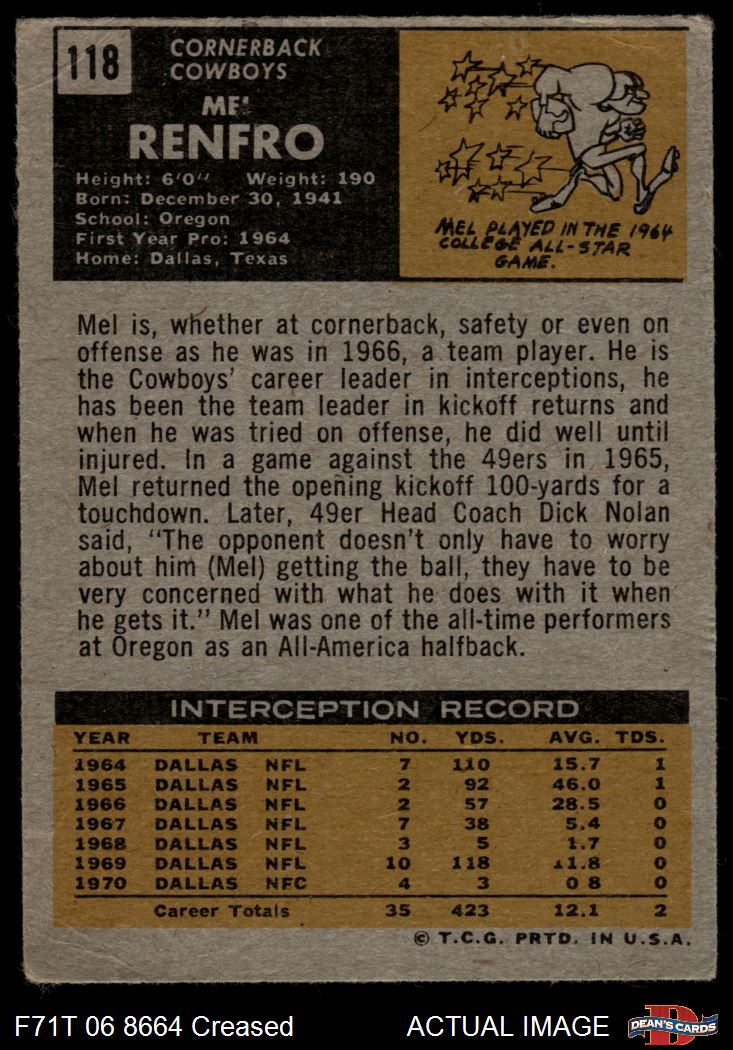 118
CORNERBACK
COWBOYS
ME'
RENFRO
Height: 6'0" Weight: 190
Born: December 30, 1941
School: Oregon
First Year Pro: 1964
Home: Dallas, Texas
MEL PLAYED IN THE 1964
COLLEGE ALL-STAR
GAME.
Mel is, whether at cornerback, safety or even on
offense as he was in 1966, a team player. He is
the Cowboys' career leader in interceptions, he
has been the team leader in kickoff returns and
when he was tried on offense, he did well until
injured. In a game against the 49ers in 1965,
Mel returned the opening kickoff 100-yards for a
touchdown. Later, 49er Head Coach Dick Nolan
said, "The opponent doesn't only have to worry
about him (Mel) getting the ball, they have to be
very concerned with what he does with it when
he gets it." Mel was one of the all-time performers
at Oregon as an All-America halfback.
INTERCEPTION RECORD
YEAR TEAM NO. YDS. AVG. TDS.
1964 DALLAS NFL 7 110 15.7 1
1965 DALLAS NFL 2 92 46.0 1
1966 DALLAS NFL 2 57 28.5 0
1967 DALLAS NFL 7 38 5.4 0
1968 DALLAS NFL 3 5 1.7 0
1969 DALLAS NFL 10 118 11.8 0
1970 DALLAS NFC 4 3 0 8 0
Career Totals 35 423 12.1 2
© T.C.G. PRTD. IN U.S.A.
F71T 06 8664 Creased ACTUAL IMAGE
DEAN'S CARDS